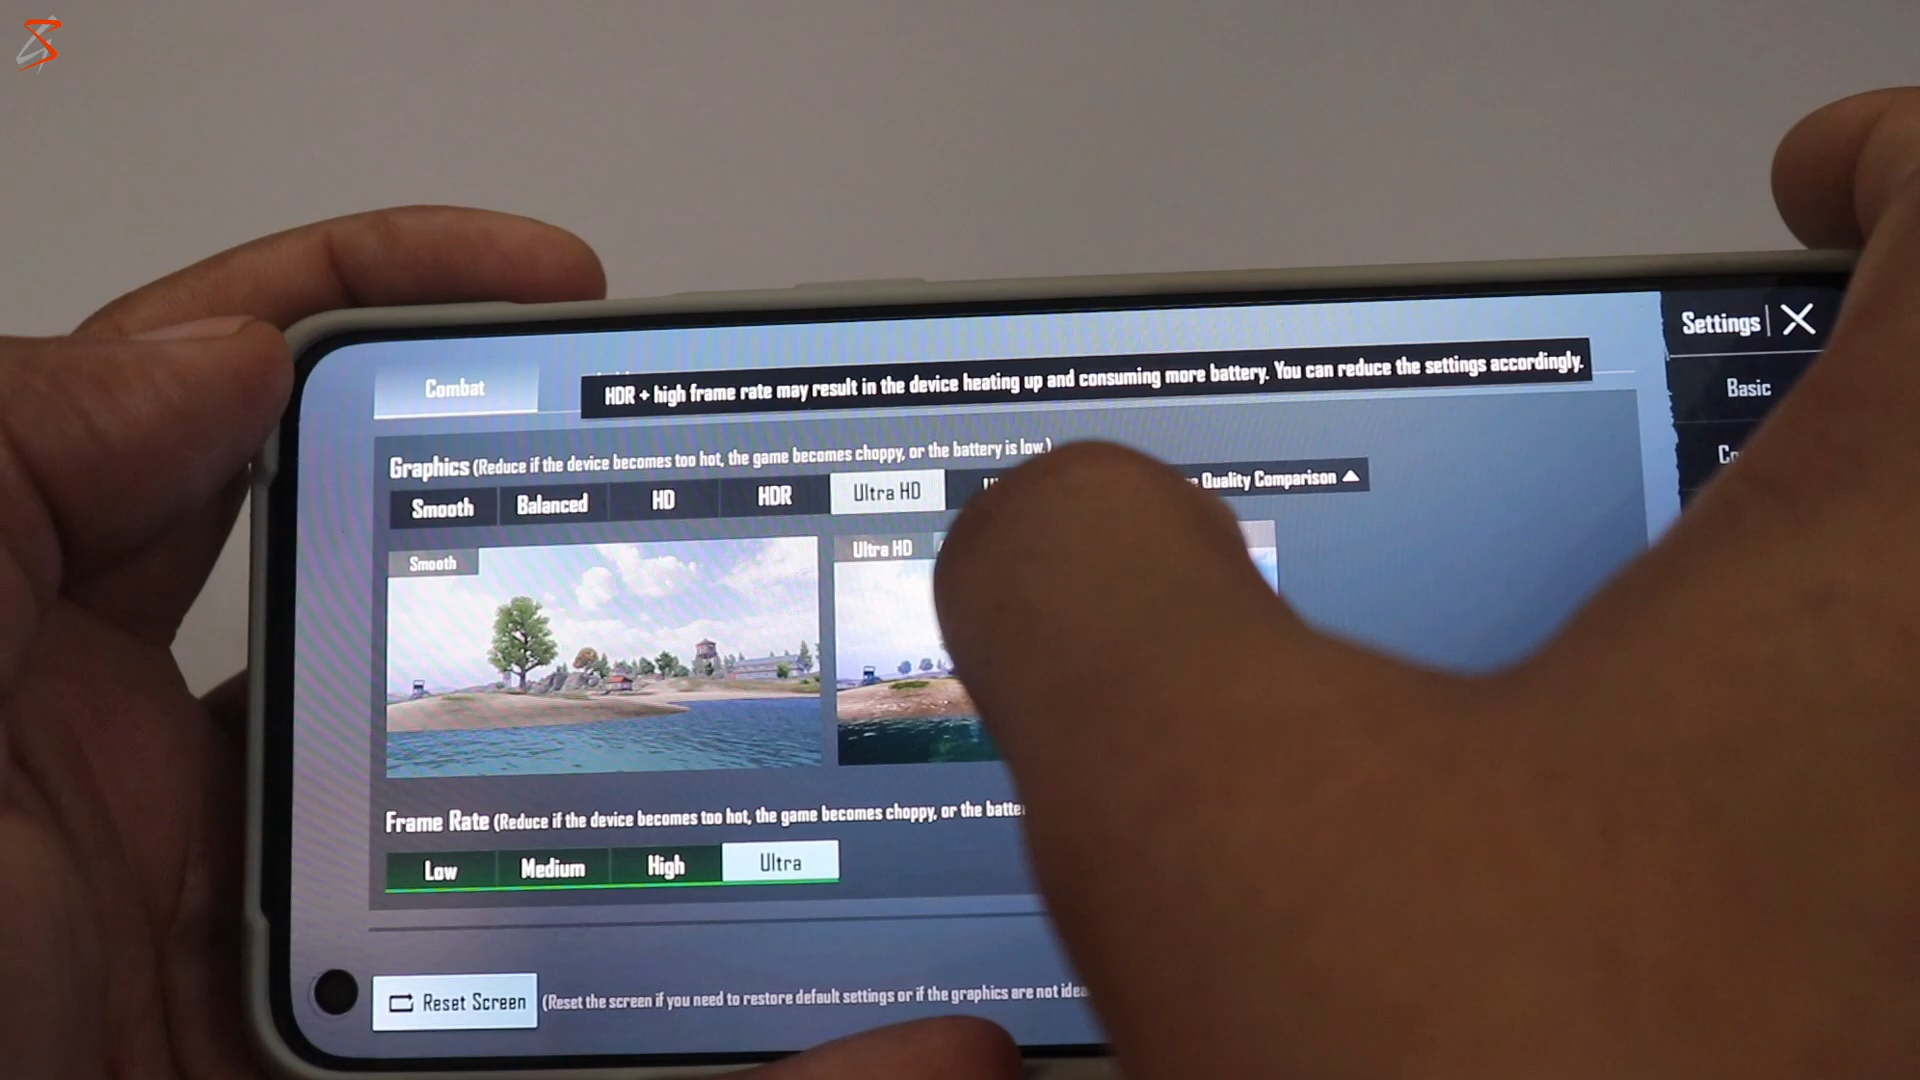 Settings
Basic
Combat
HDR + high frame rate may result in the device heating up and consuming more battery. You can reduce the settings accordingly.
Graphics (Reduce if the device becomes too hot, the game becomes choppy, or the battery is low.)
Smooth Balanced HD HDR Ultra HD Quality Comparison
Smooth
Ultra HD
Frame Rate (Reduce if the device becomes too hot, the game becomes choppy, or the
Low Medium High Ultra
Reset Screen (Reset the screen if you need to restore default settings or if the graphics are not